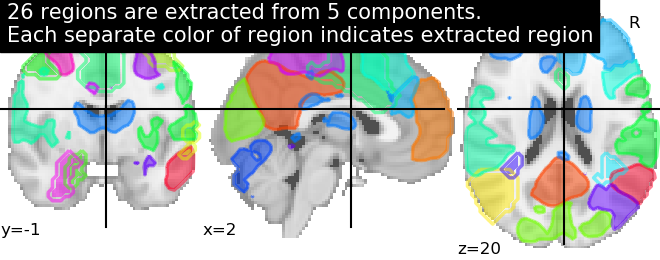 26 regions are extracted from 5 components.
Each separate color of region indicates extracted region
R
y=-1
x=2
z=20